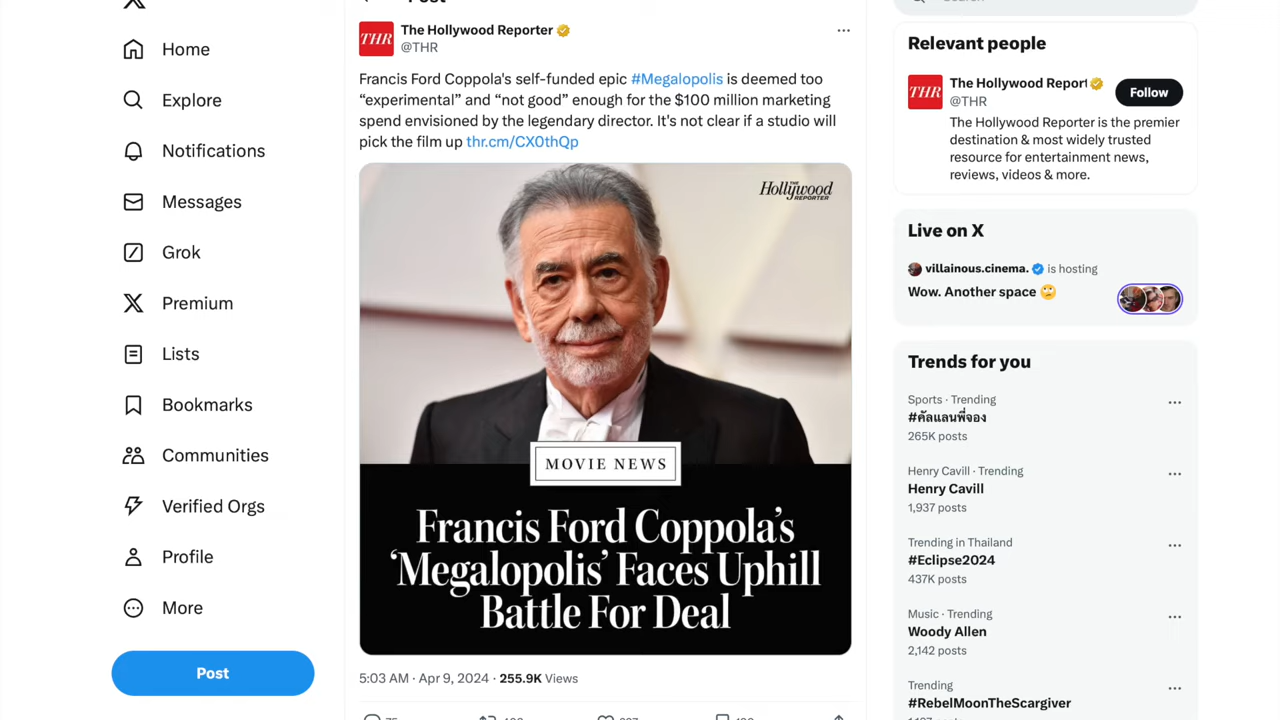 Home
Explore
Notifications
Messages
Grok
Premium
Lists
Bookmarks
Communities
Verified Orgs
Profile
More
Post
THR
The Hollywood Reporter
@THR
Francis Ford Coppola's self-funded epic #Megalopolis is deemed too
“experimental” and “not good” enough for the $100 million marketing
spend envisioned by the legendary director. It's not clear if a studio will
pick the film up thr.cm/CX0thQp
THE
Hollywood
REPORTER
MOVIE NEWS
Francis Ford Coppola’s
‘Megalopolis’ Faces Uphill
Battle For Deal
5:03 AM · Apr 9, 2024 · 255.9K Views
Relevant people
THR
The Hollywood Report
@THR
Follow
The Hollywood Reporter is the premier
destination & most widely trusted
resource for entertainment news,
reviews, videos & more.
Live on X
villainous.cinema. is hosting
Wow. Another space 🙄
Trends for you
Sports · Trending
#คัลแลนพี่จอง
265K posts
Henry Cavill · Trending
Henry Cavill
1,937 posts
Trending in Thailand
#Eclipse2024
437K posts
Music · Trending
Woody Allen
2,142 posts
Trending
#RebelMoonTheScargiver